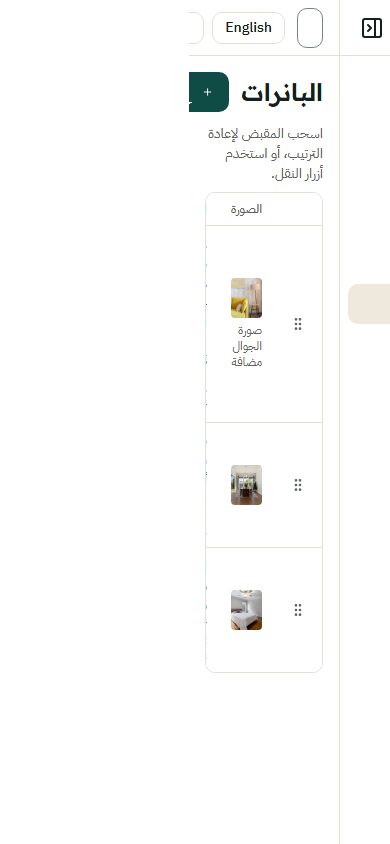 English
البانرات
+
اسحب المقبض لإعادة
الترتيب، أو استخدم
أزرار النقل.
الصورة
صورة
الجوال
مضافة